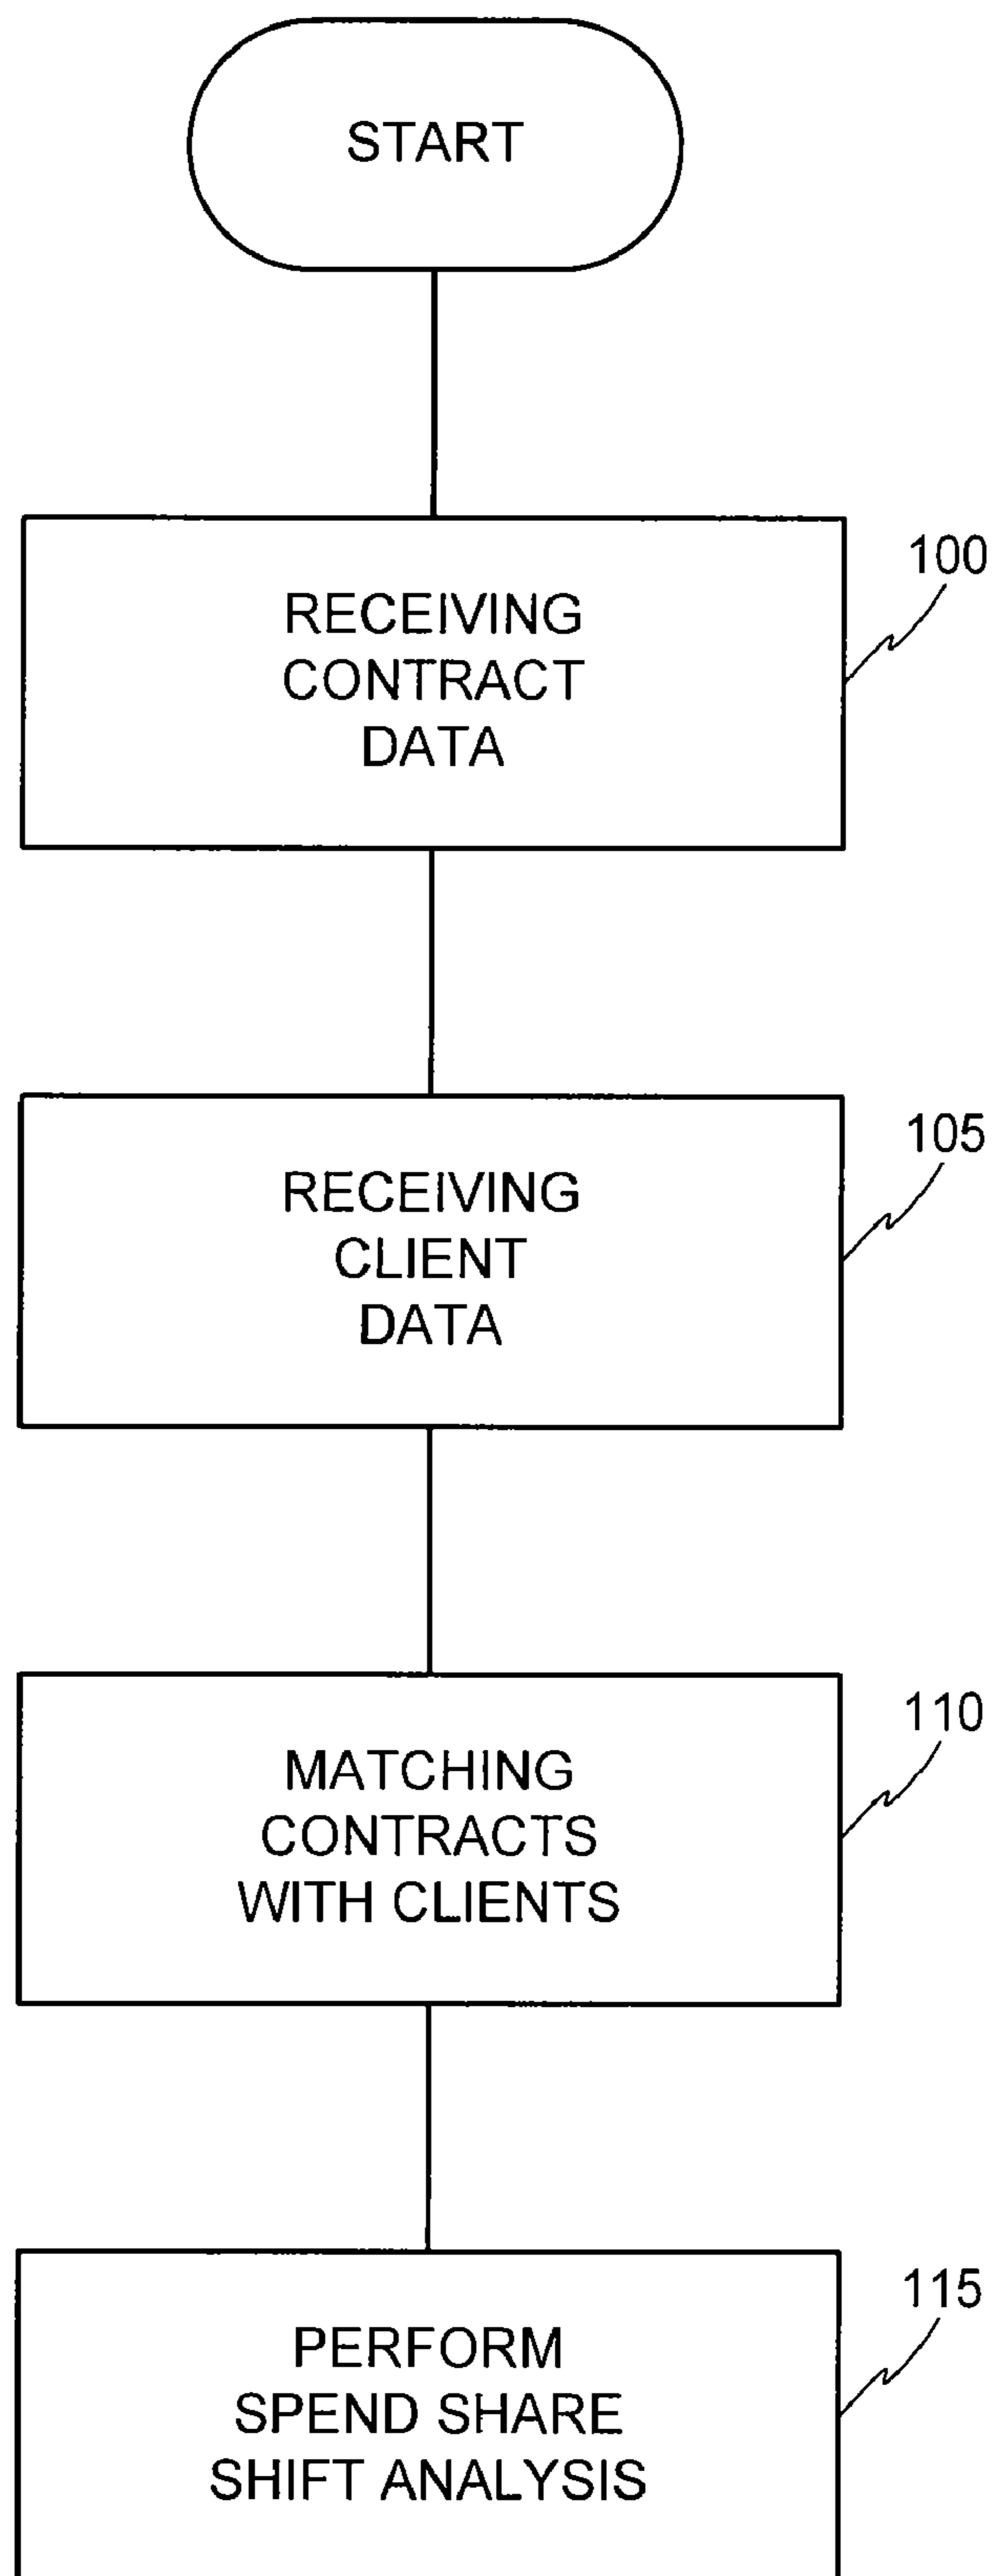 START
100
RECEIVING
CONTRACT
DATA
105
RECEIVING
CLIENT
DATA
110
MATCHING
CONTRACTS
WITH CLIENTS
115
PERFORM
SPEND SHARE
SHIFT ANALYSIS